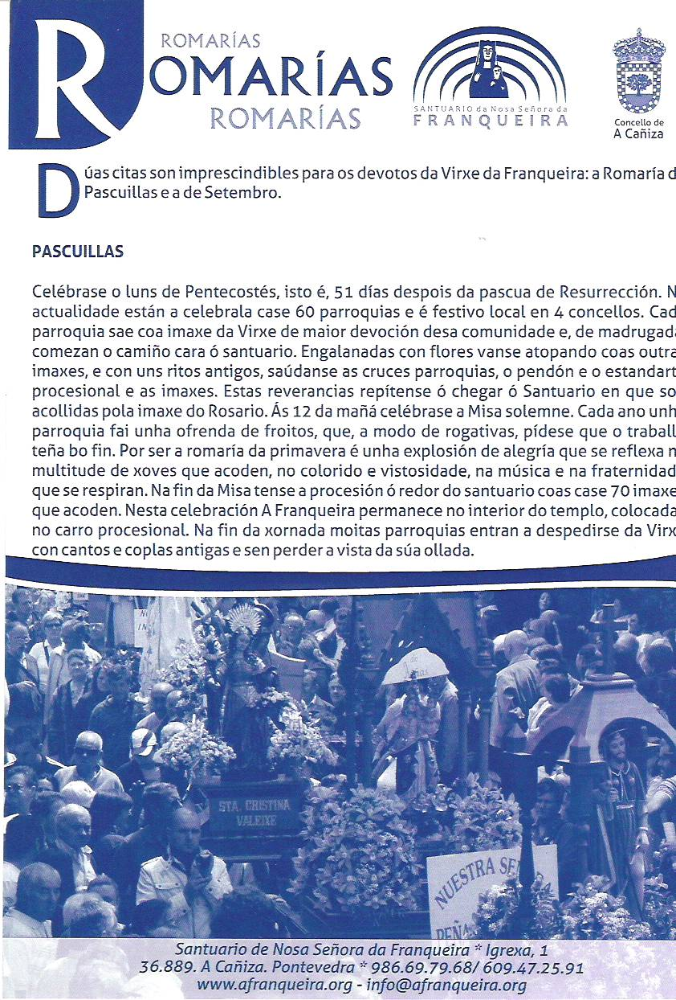 ROMARÍAS
ROMARÍAS
ROMARÍAS
SANTUARIO da Nosa Señora da
FRANQUEIRA
Concello de
A Cañiza
Dúas citas son imprescindibles para os devotos da Virxe da Franqueira: a Romaría d
Pascuillas e a de Setembro.
PASCUILLAS
Celébrase o luns de Pentecostés, isto é, 51 días despois da pascua de Resurrección. N
actualidade están a celebrala case 60 parroquias e é festivo local en 4 concellos. Cad
parroquia sae coa imaxe da Virxe de maior devoción desa comunidade e, de madrugada
comezan o camiño cara ó santuario. Engalanadas con flores vanse atopando coas outra
imaxes, e con uns ritos antigos, saúdanse as cruces parroquias, o pendón e o estandart
procesional e as imaxes. Estas reverancias repítense ó chegar ó Santuario en que so
acollidas pola imaxe do Rosario. Ás 12 da mañá celébrase a Misa solemne. Cada ano unh
parroquia fai unha ofrenda de froitos, que, a modo de rogativas, pídese que o traball
teña bo fin. Por ser a romaría da primavera é unha explosión de alegría que se reflexa n
multitude de xoves que acoden, no colorido e vistosidade, na música e na fraternidad
que se respiran. Na fin da Misa tense a procesión ó redor do santuario coas case 70 imaxe
que acoden. Nesta celebración A Franqueira permanece no interior do templo, colocada
no carro procesional. Na fin da xornada moitas parroquias entran a despedirse da Virx
con cantos e coplas antigas e sen perder a vista da súa ollada.
STA. CRISTINA
VALEIXE
NUESTRA SE
PEÑA
Santuario de Nosa Señora da Franqueira * Igrexa, 1
36.889. A Cañiza. Pontevedra * 986.69.79.68/ 609.47.25.91
www.afranqueira.org - info@afranqueira.org